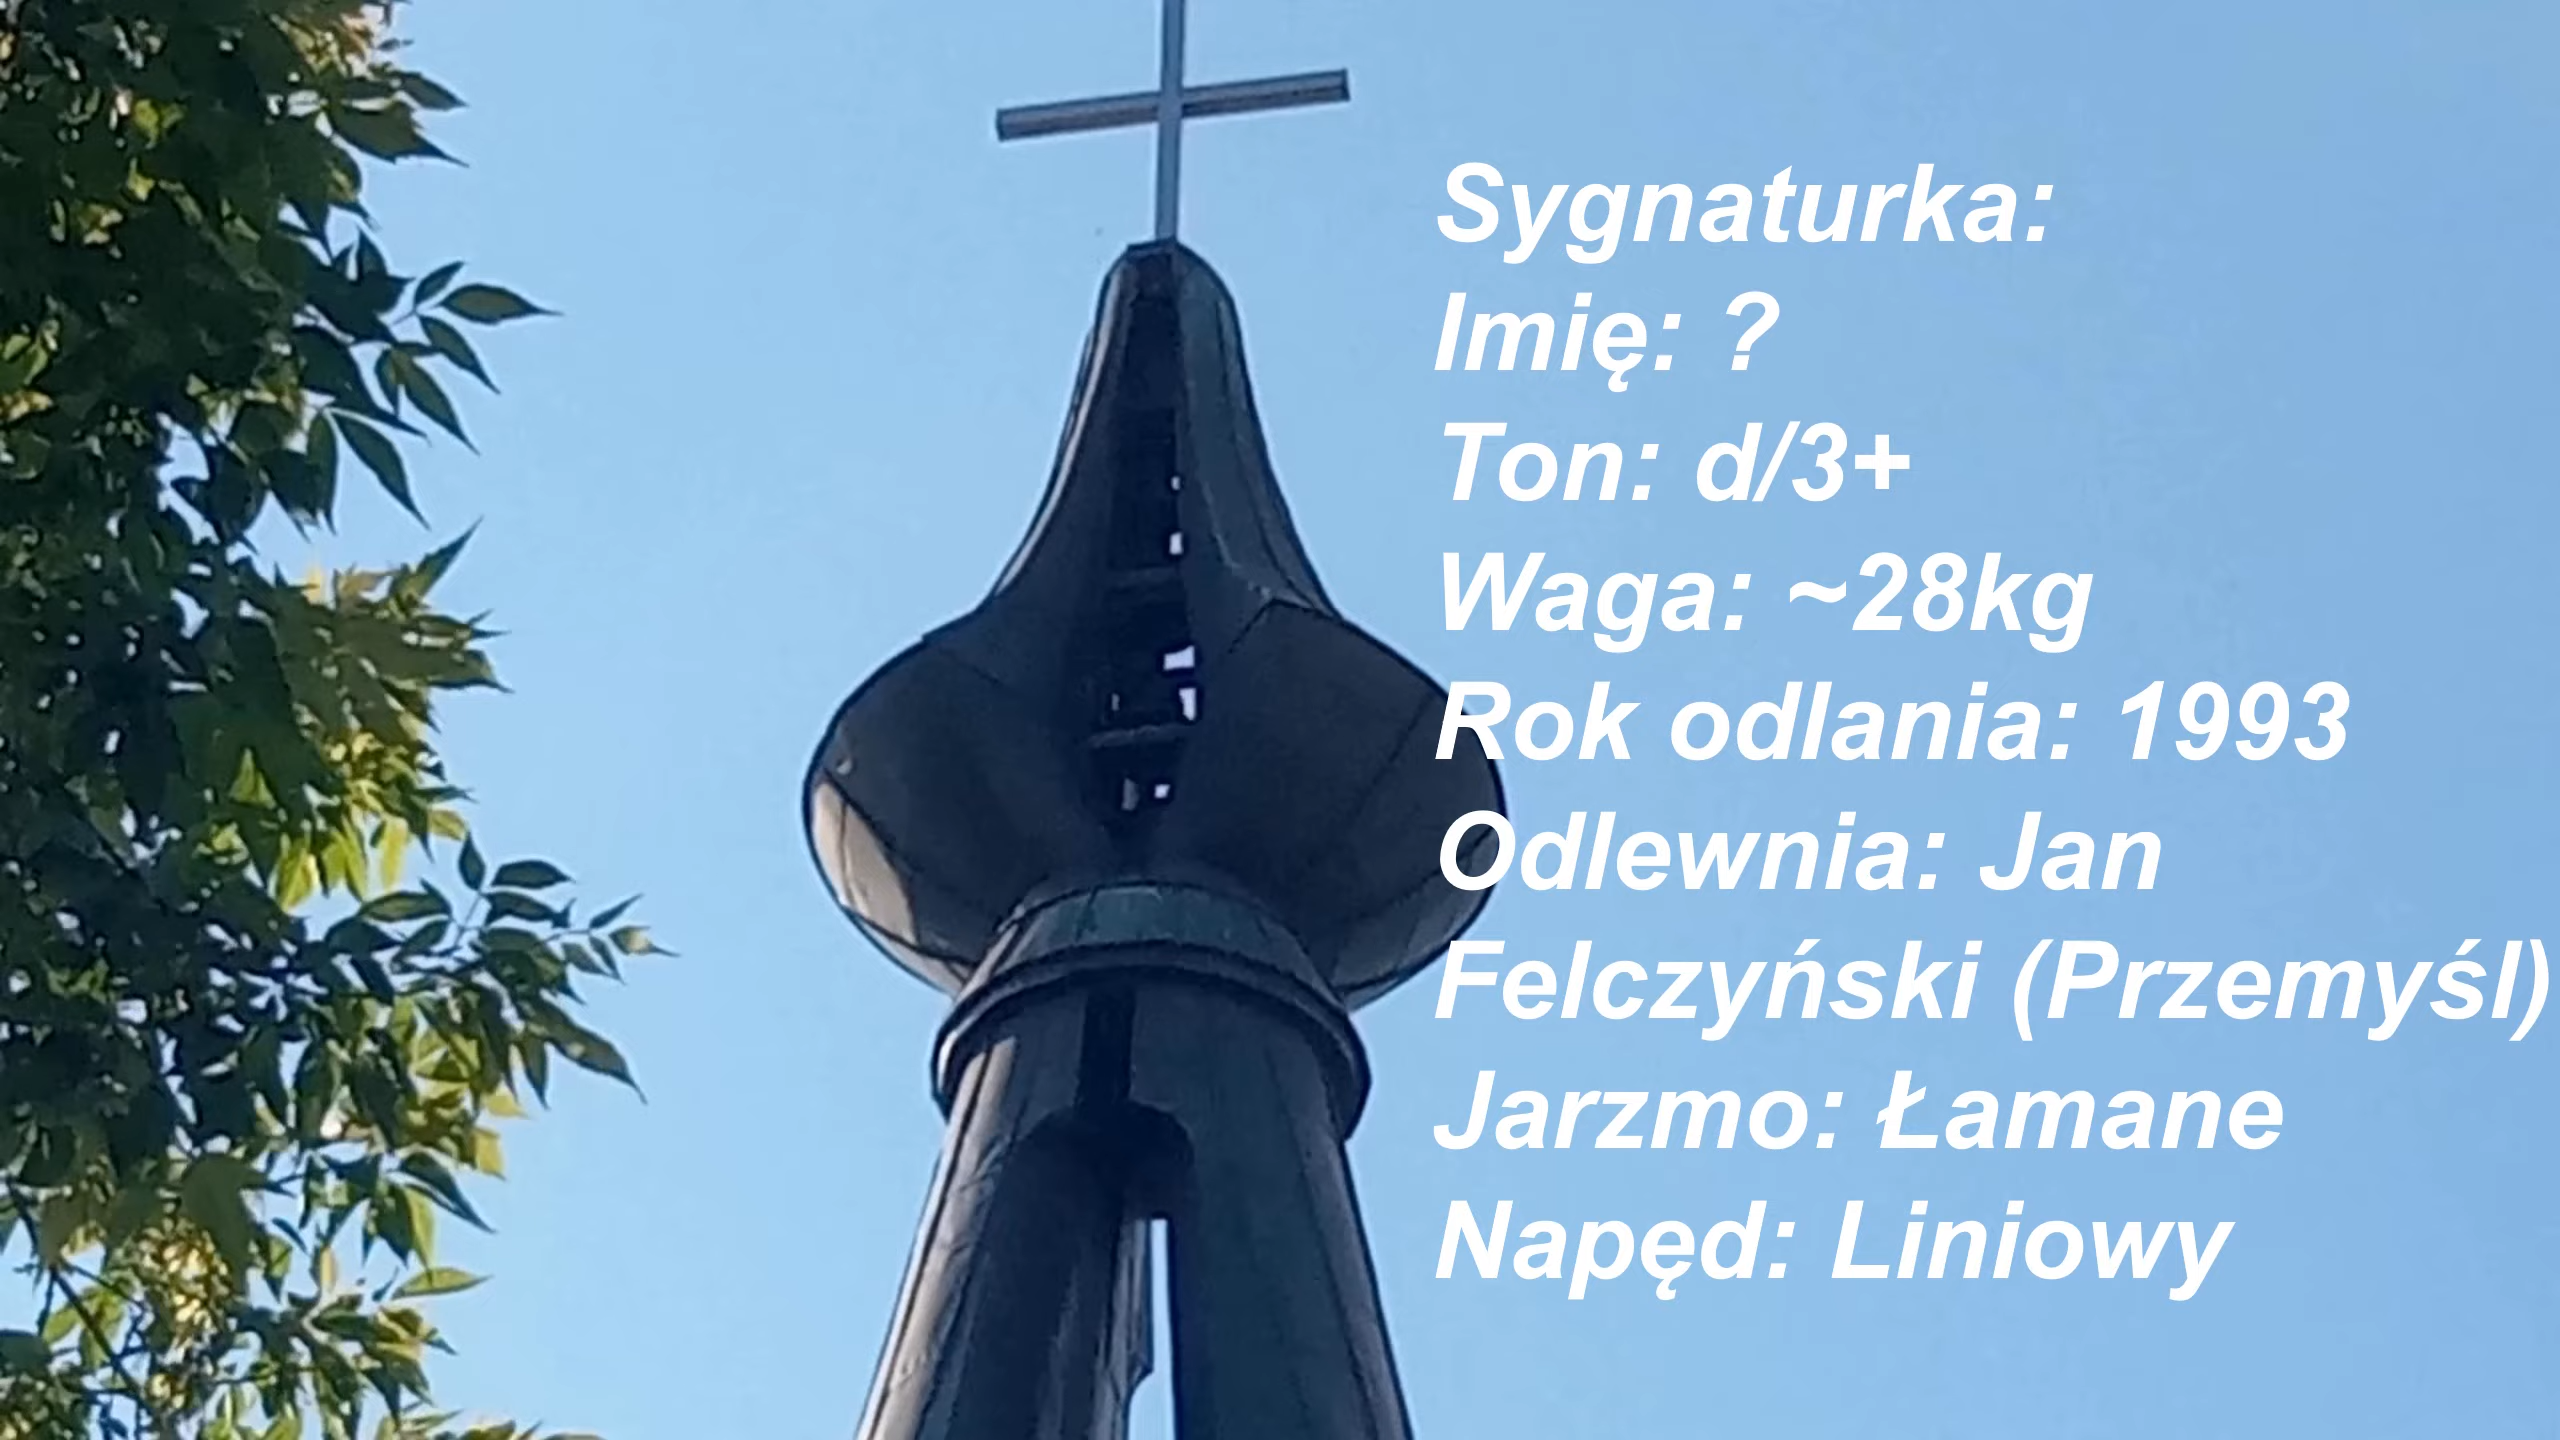 Sygnaturka:
Imię: ?
Ton: d/3+
Waga: ~28kg
Rok odlania: 1993
Odlewnia: Jan
Felczyński (Przemyśl)
Jarzmo: Łamane
Napęd: Liniowy